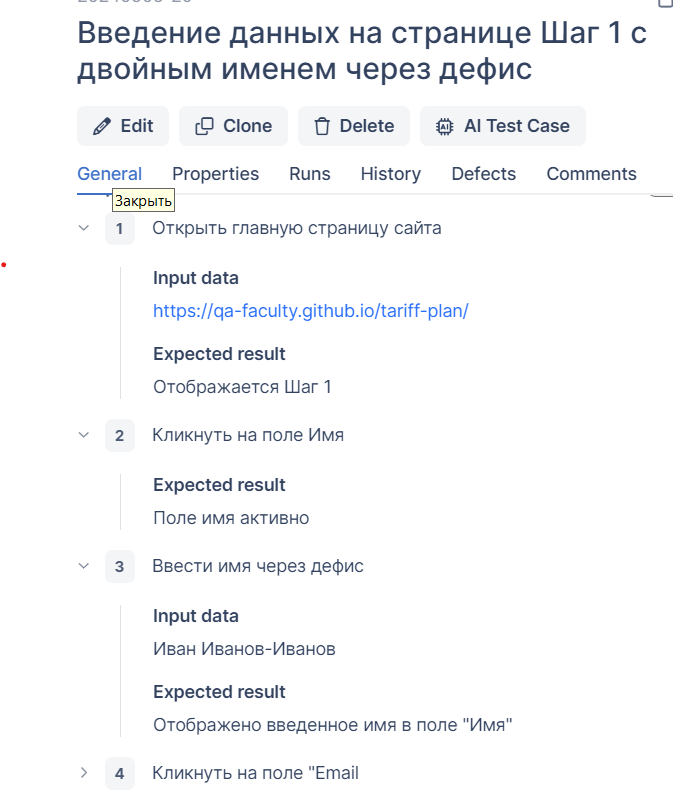 Введение данных на странице Шаг 1 с
двойным именем через дефис
Edit
Clone
Delete
AI Test Case
General
Properties
Runs
History
Defects
Comments
Закрыть
1 Открыть главную страницу сайта
Input data
https://qa-faculty.github.io/tariff-plan/
Expected result
Отображается Шаг 1
2 Кликнуть на поле Имя
Expected result
Поле имя активно
3 Ввести имя через дефис
Input data
Иван Иванов-Иванов
Expected result
Отображено введенное имя в поле "Имя"
4 Кликнуть на поле "Email